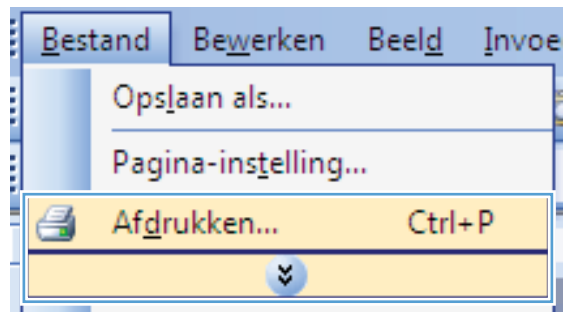 Bestand Bewerken Beeld Invoe
Opslaan als...
Pagina-instelling...
Afdrukken... Ctrl+P